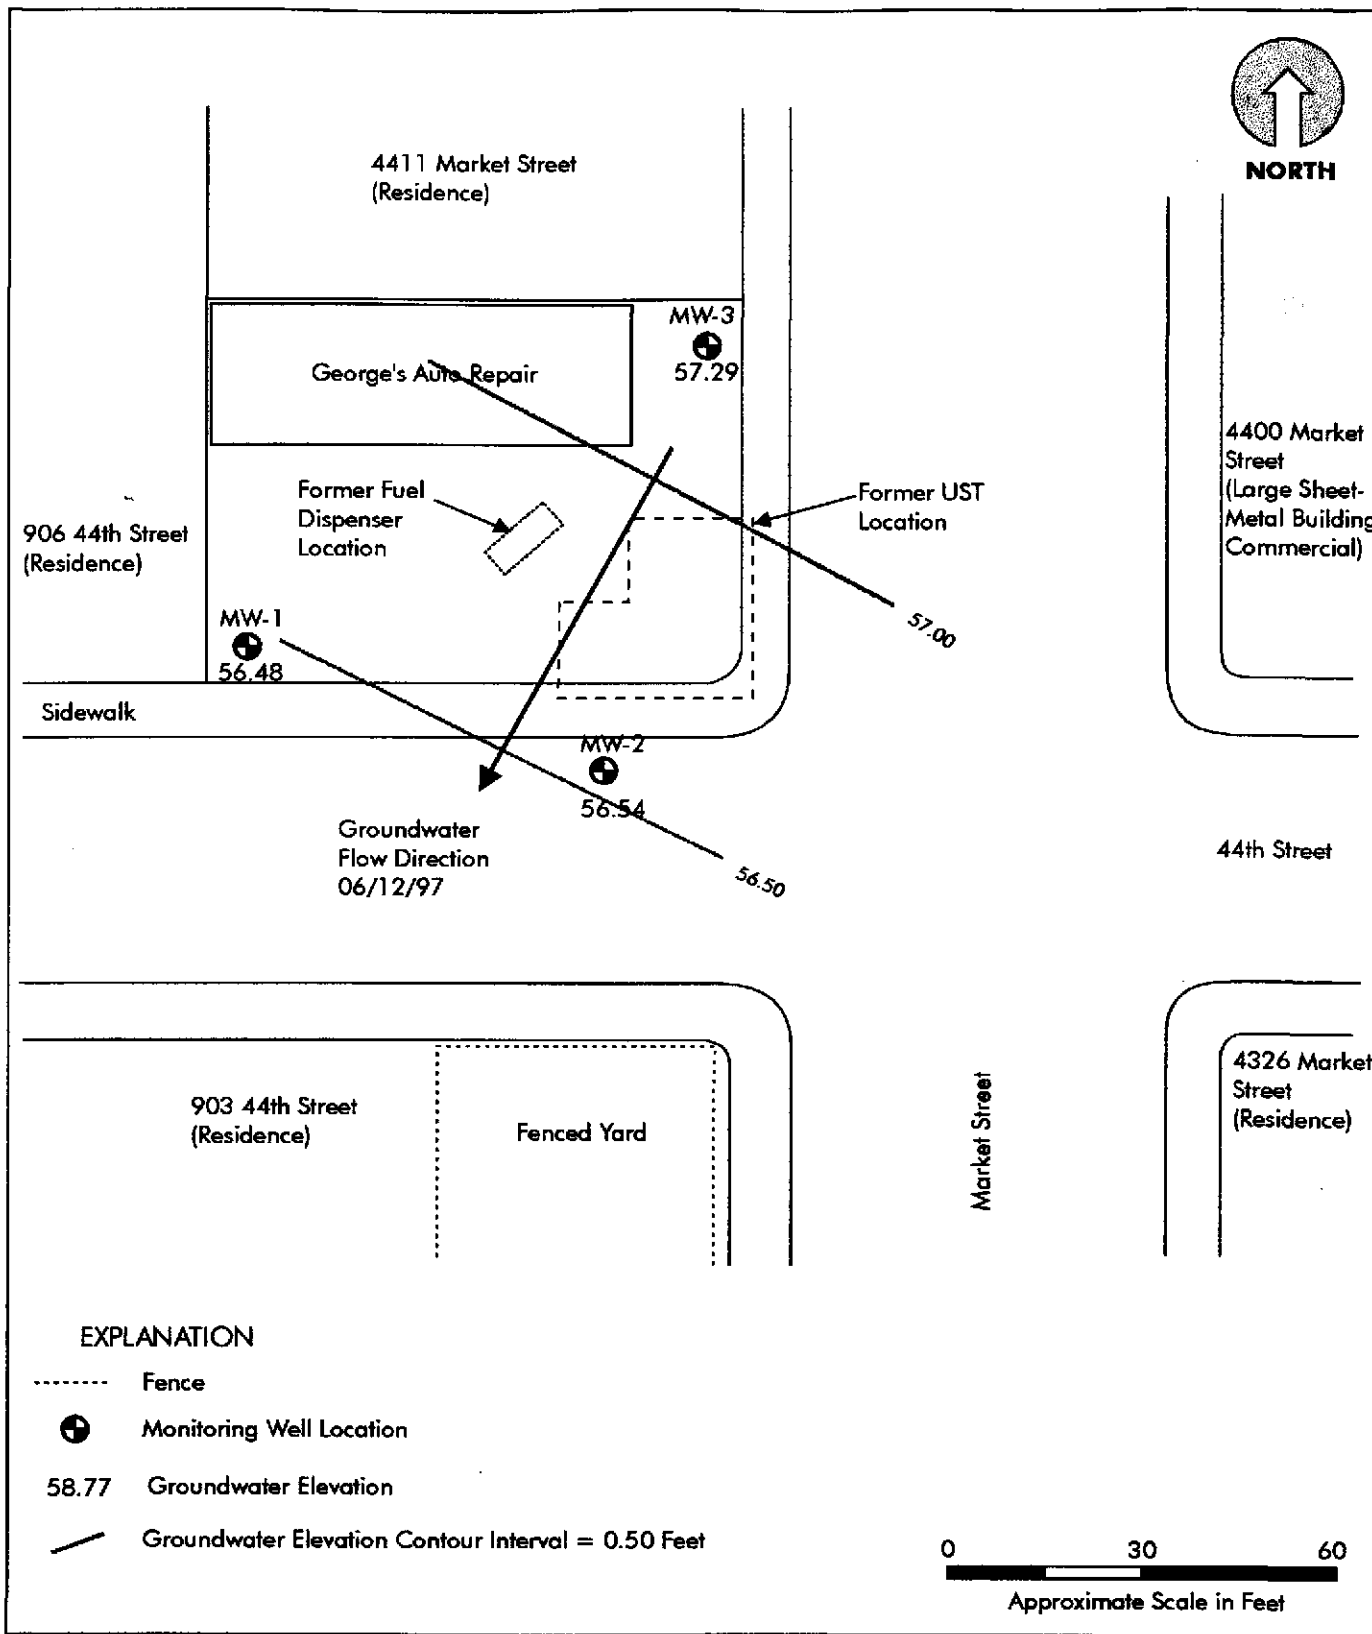 NORTH
4411 Market Street
(Residence)
MW-3
57.29
George's Auto Repair
4400 Market
Street
(Large Sheet-
Metal Building
Commercial)
Former Fuel
Dispenser
Location
Former UST
Location
906 44th Street
(Residence)
57.00
MW-1
56.48
Sidewalk
MW-2
56.54
Groundwater
Flow Direction
06/12/97
56.50
44th Street
903 44th Street
(Residence)
Fenced Yard
Market Street
4326 Market
Street
(Residence)
EXPLANATION
Fence
Monitoring Well Location
58.77 Groundwater Elevation
Groundwater Elevation Contour Interval = 0.50 Feet
0 30 60
Approximate Scale in Feet